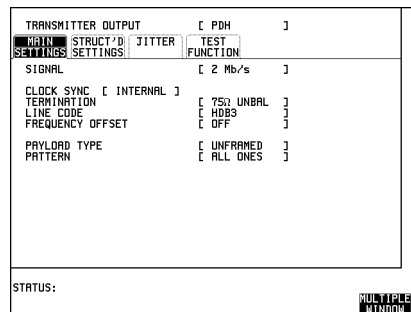 TRANSMITTER OUTPUT [ PDH ]
MAIN SETTINGS STRUCT'D SETTINGS JITTER TEST FUNCTION
SIGNAL [ 2 Mb/s ]
CLOCK SYNC [ INTERNAL ]
TERMINATION [ 75Ω UNBAL ]
LINE CODE [ HDB3 ]
FREQUENCY OFFSET [ OFF ]
PAYLOAD TYPE [ UNFRAMED ]
PATTERN [ ALL ONES ]
STATUS:
MULTIPLE
WINDOW